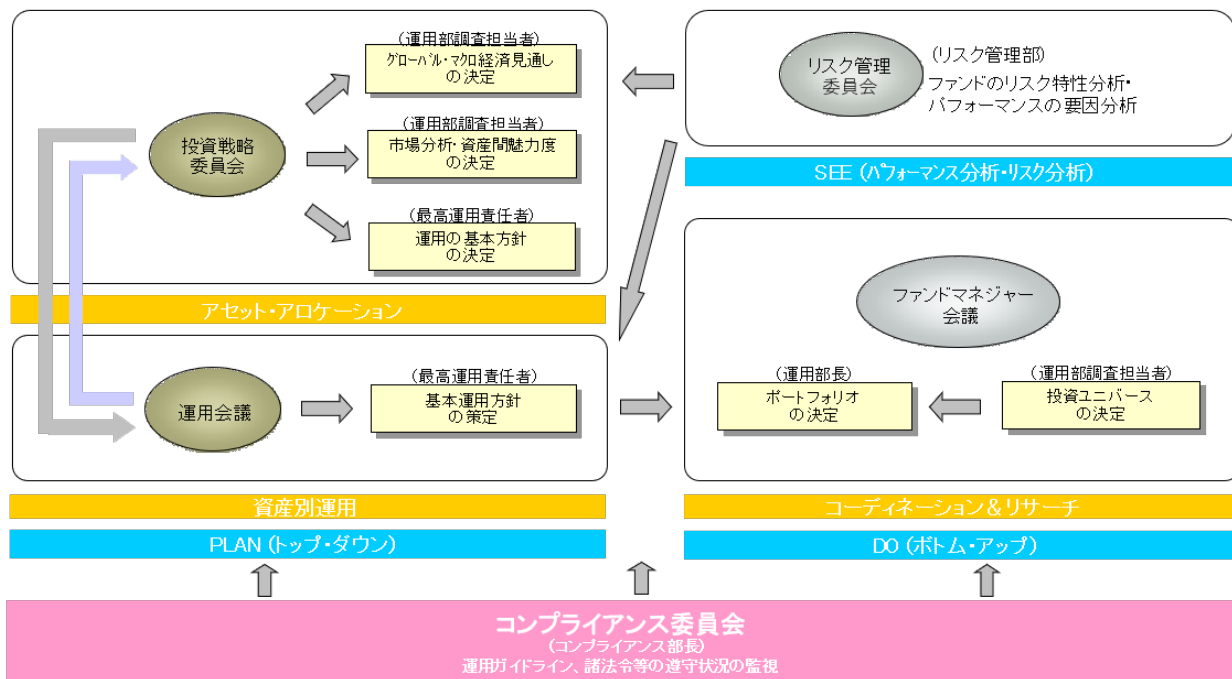 (運用部調査担当者)
グローバル・マクロ経済見通し
の決定
投資戦略
委員会
(運用部調査担当者)
市場分析・資産間魅力度
の決定
(最高運用責任者)
運用の基本方針
の決定
アセット・アロケーション
リスク管理
委員会
(リスク管理部)
ファンドのリスク特性分析・
パフォーマンスの要因分析
SEE (パフォーマンス分析・リスク分析)
運用会議
(最高運用責任者)
基本運用方針
の策定
資産別運用
PLAN (トップ・ダウン)
ファンドマネジャー
会議
(運用部長)
ポートフォリオ
の決定
(運用部調査担当者)
投資ユニバース
の決定
コーディネーション＆リサーチ
DO (ボトム・アップ)
コンプライアンス委員会
(コンプライアンス部長)
運用ガイドライン、諸法令等の遵守状況の監視